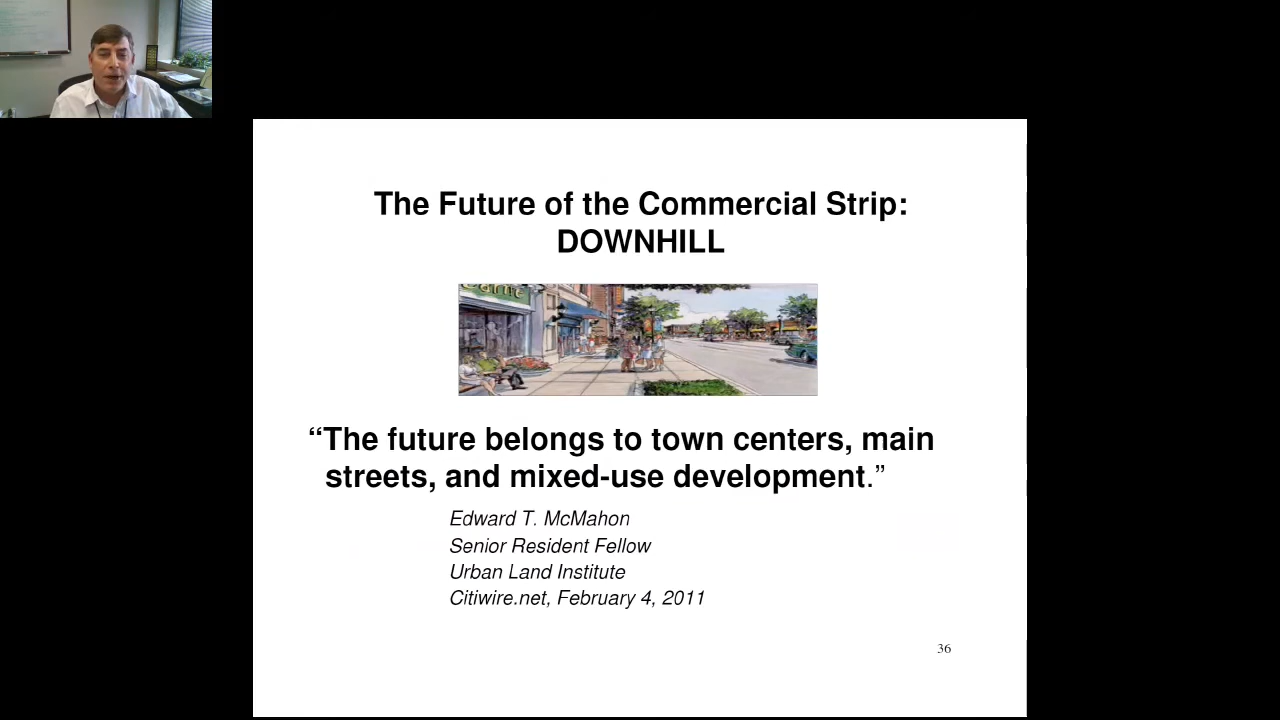 The Future of the Commercial Strip:
DOWNHILL
“The future belongs to town centers, main
streets, and mixed-use development.”
Edward T. McMahon
Senior Resident Fellow
Urban Land Institute
Citiwire.net, February 4, 2011
36